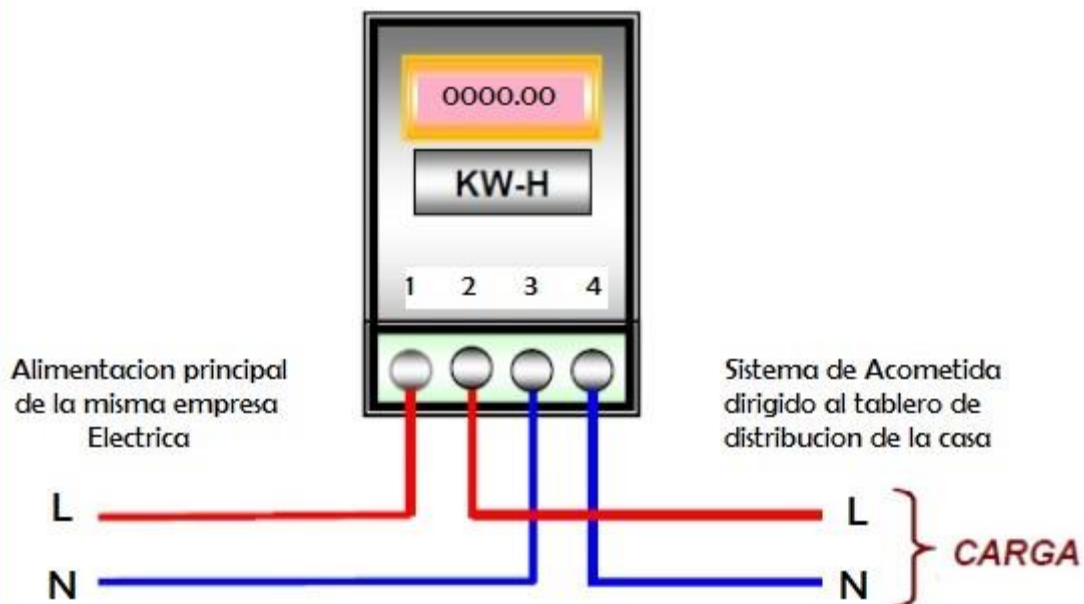 0000.00
KW-H
1 2 3 4
Alimentacion principal
de la misma empresa
Electrica
Sistema de Acometida
dirigido al tablero de
distribucion de la casa
L
N
L
N
CARGA